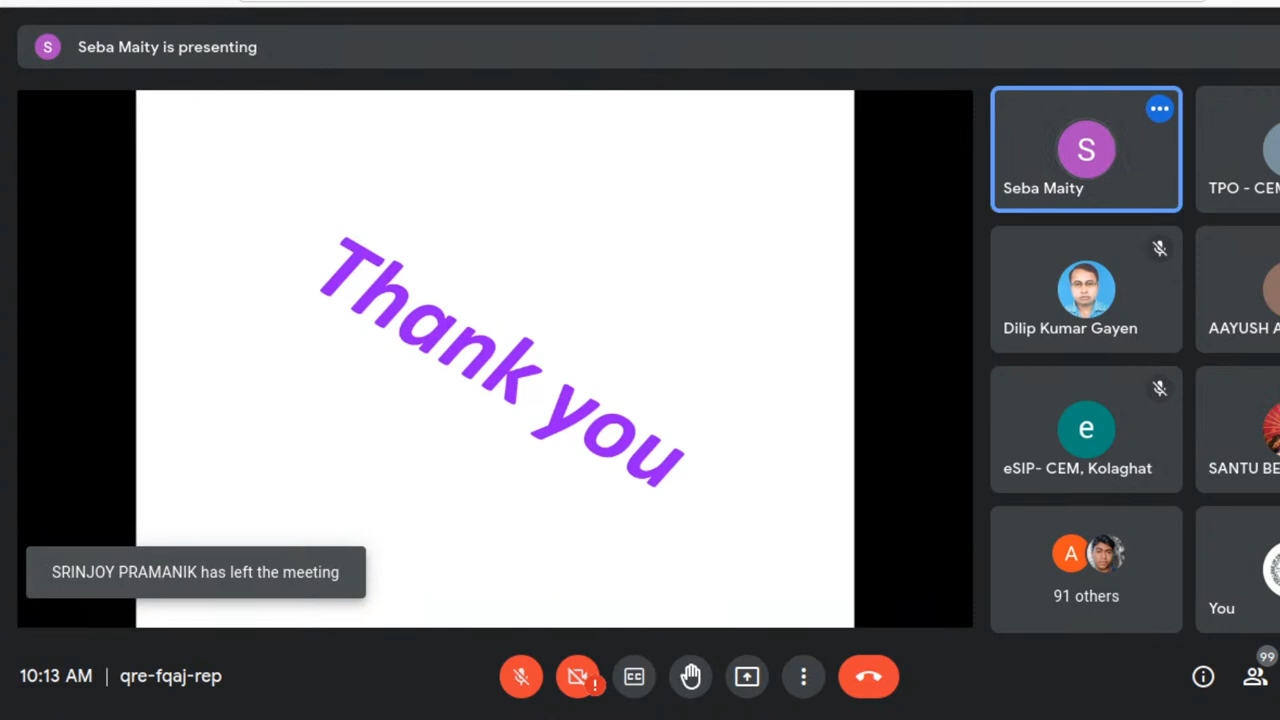 S Seba Maity is presenting
Thank you
SRINJOY PRAMANIK has left the meeting
S
Seba Maity
TPO - CEM
Dilip Kumar Gayen
AAYUSH A
e
eSIP- CEM, Kolaghat
SANTU BE
A
91 others
You
10:13 AM | qre-fqaj-rep
CC
99